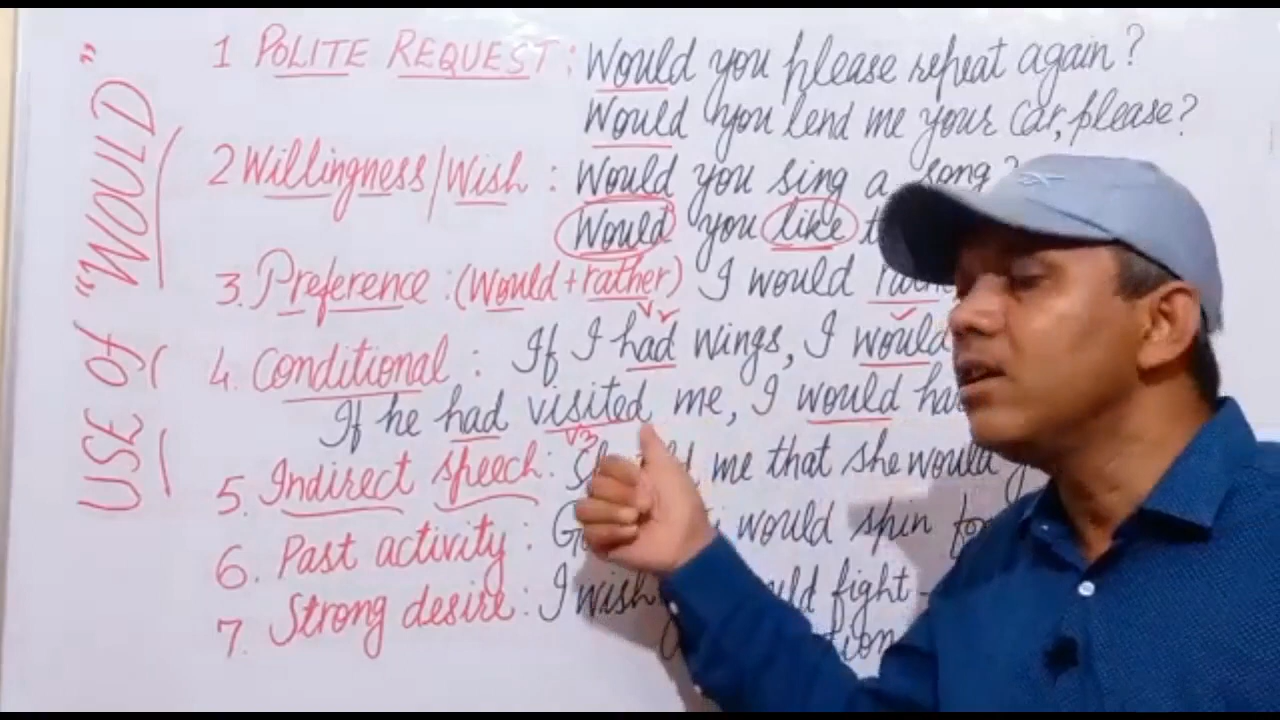 USE Of "WOULD"
1 POLITE REQUEST : Would you please repeat again?
Would you lend me your Car, please?
2 Willingness/Wish : Would you sing a song?
Would you like
3. Preference : (Would + rather) I would
4. Conditional : If I had wings, I would
If he had visited me, I would
5. Indirect speech : me that she would
6. Past activity : would spin
7. Strong desire : I wish fight